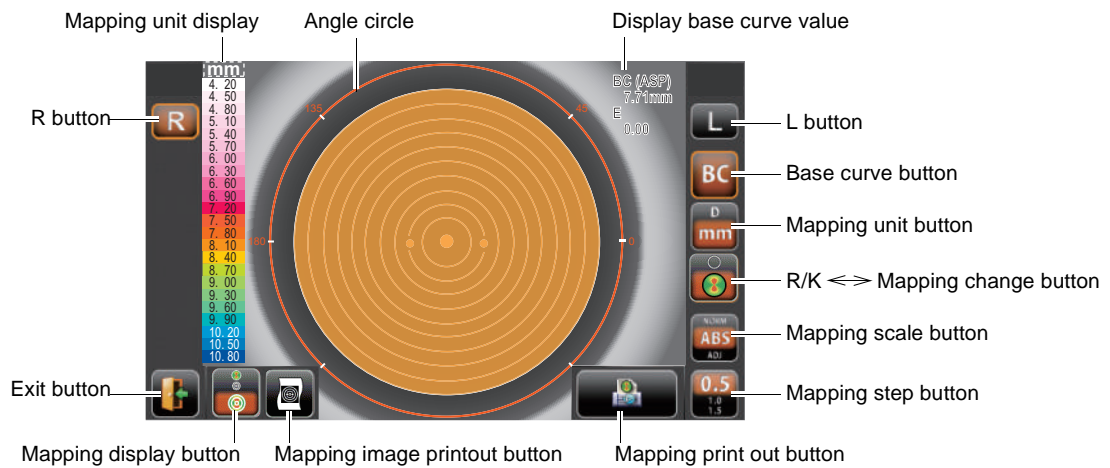 Mapping unit display
Angle circle
Display base curve value
mm
4. 20
4. 50
4. 80
5. 10
5. 40
5. 70
6. 00
6. 30
6. 60
6. 90
7. 20
7. 50
7. 80
8. 10
8. 40
8. 70
9. 00
9. 30
9. 60
9. 90
10. 20
10. 50
10. 80
135
45
80
0
BC (ASP)
7.71mm
E
0.00
R button
R
L
L button
BC
Base curve button
D
mm
Mapping unit button
R/K <=> Mapping change button
NORM
ABS
ADJ
Mapping scale button
0.5
1.0
1.5
Mapping step button
Exit button
Mapping display button
Mapping image printout button
Mapping print out button